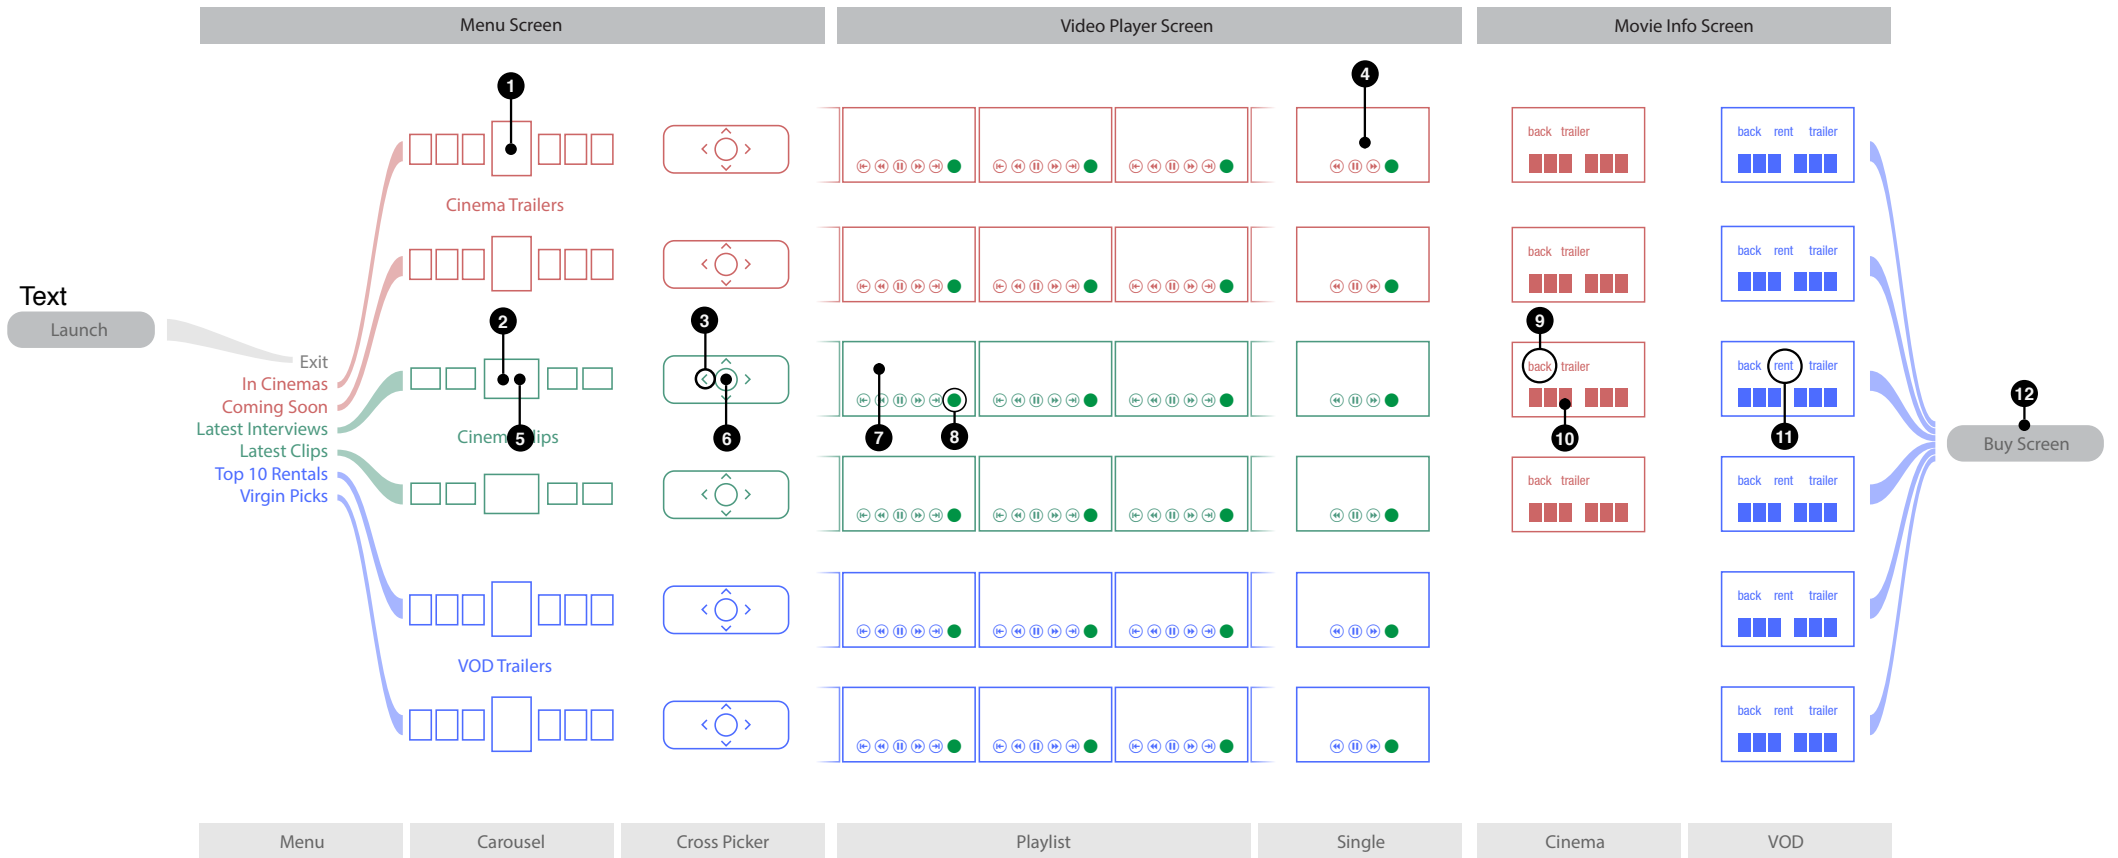 Menu Screen
Video Player Screen
Movie Info Screen
1
4
back trailer
back rent trailer
Cinema Trailers
back trailer
back rent trailer
Text
Launch
2
3
9
12
Exit
In Cinemas
Coming Soon
Latest Interviews
Latest Clips
Top 10 Rentals
Virgin Picks
back trailer
back rent trailer
Cinem lips
5
6
7
8
10
11
Buy Screen
back trailer
back rent trailer
back rent trailer
VOD Trailers
back rent trailer
Menu
Carousel
Cross Picker
Playlist
Single
Cinema
VOD